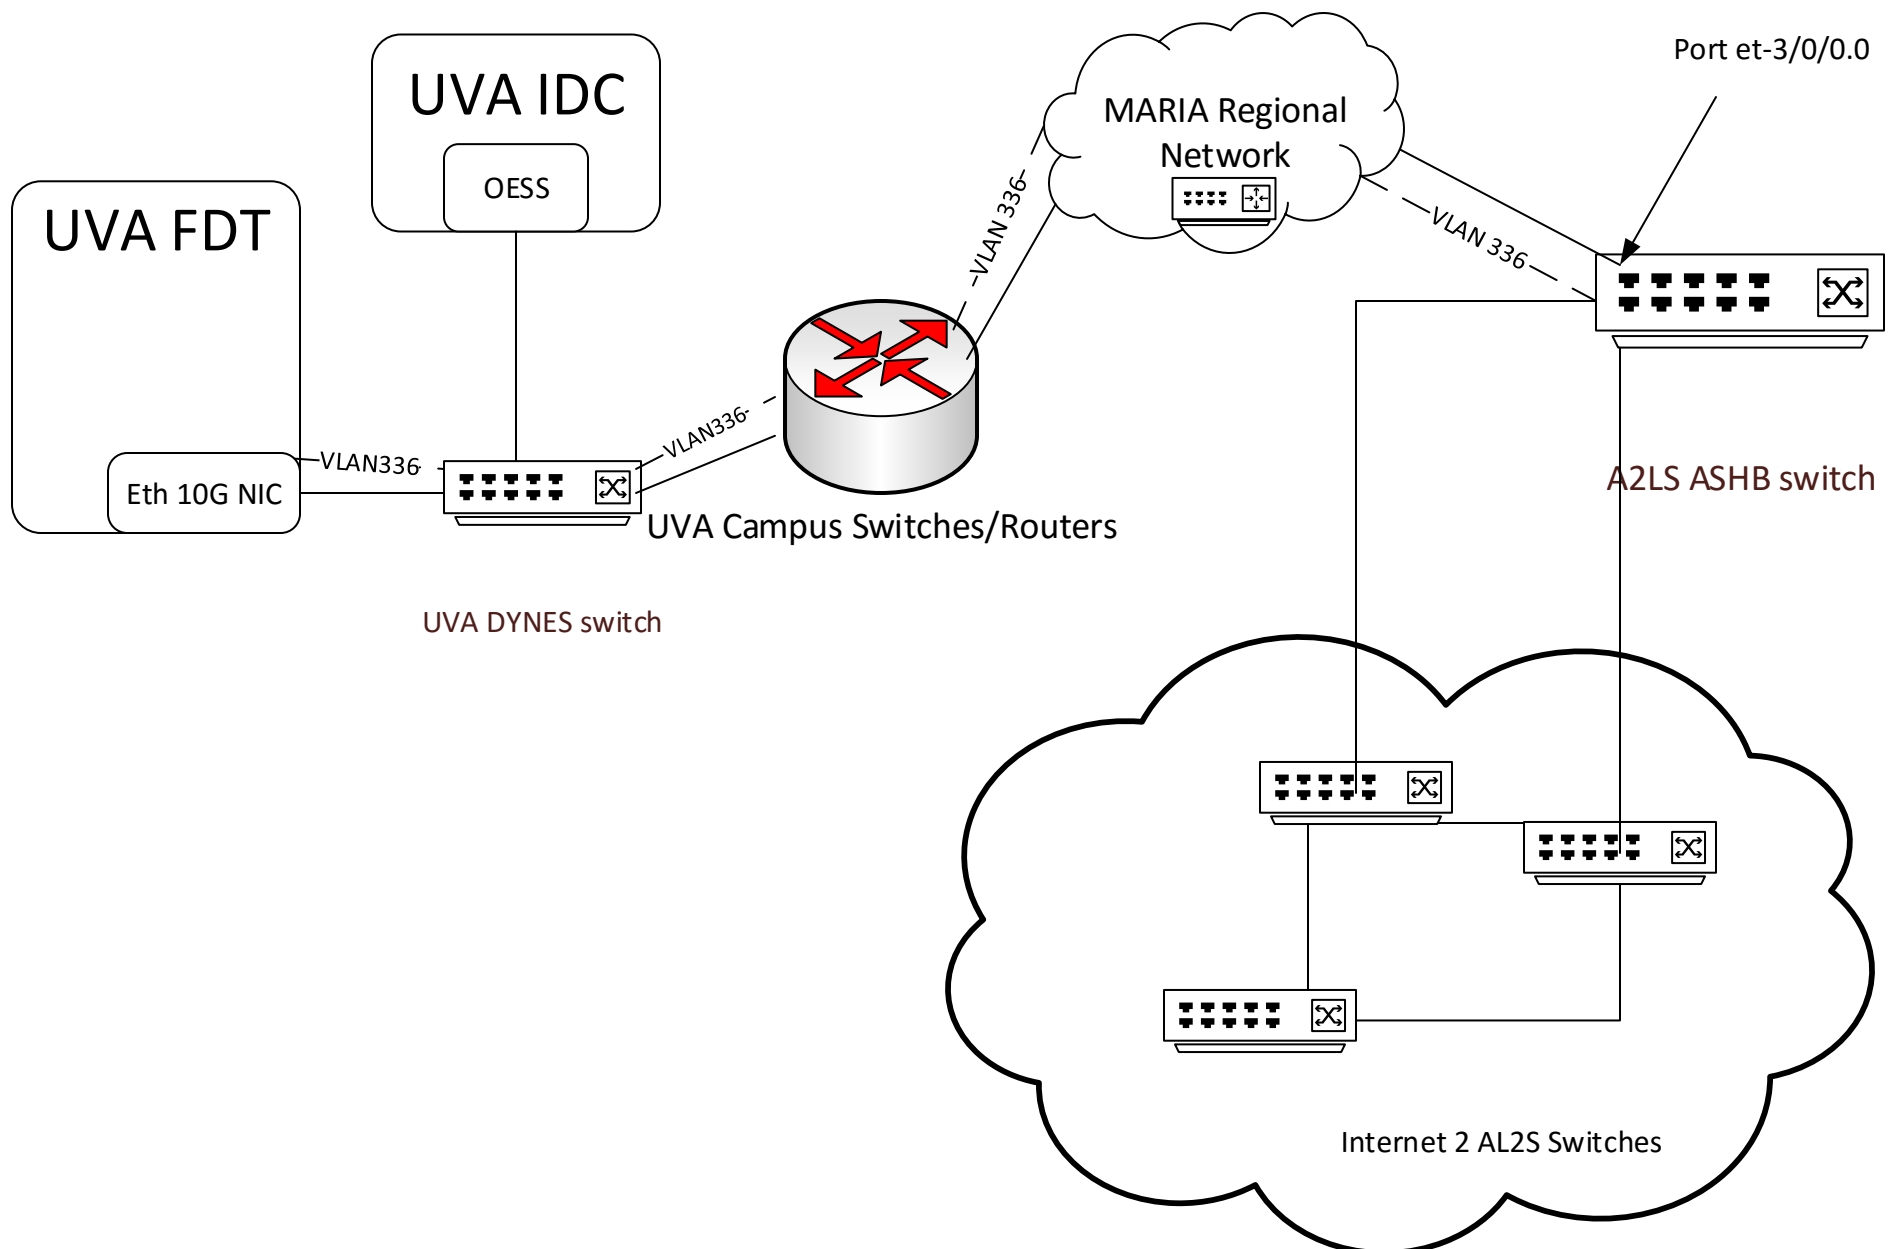 Port et-3/0/0.0
UVA IDC
OESS
MARIA Regional
Network
UVA FDT
VLAN 336
VLAN 336
VLAN336
VLAN336
Eth 10G NIC
A2LS ASHB switch
UVA Campus Switches/Routers
UVA DYNES switch
Internet 2 AL2S Switches